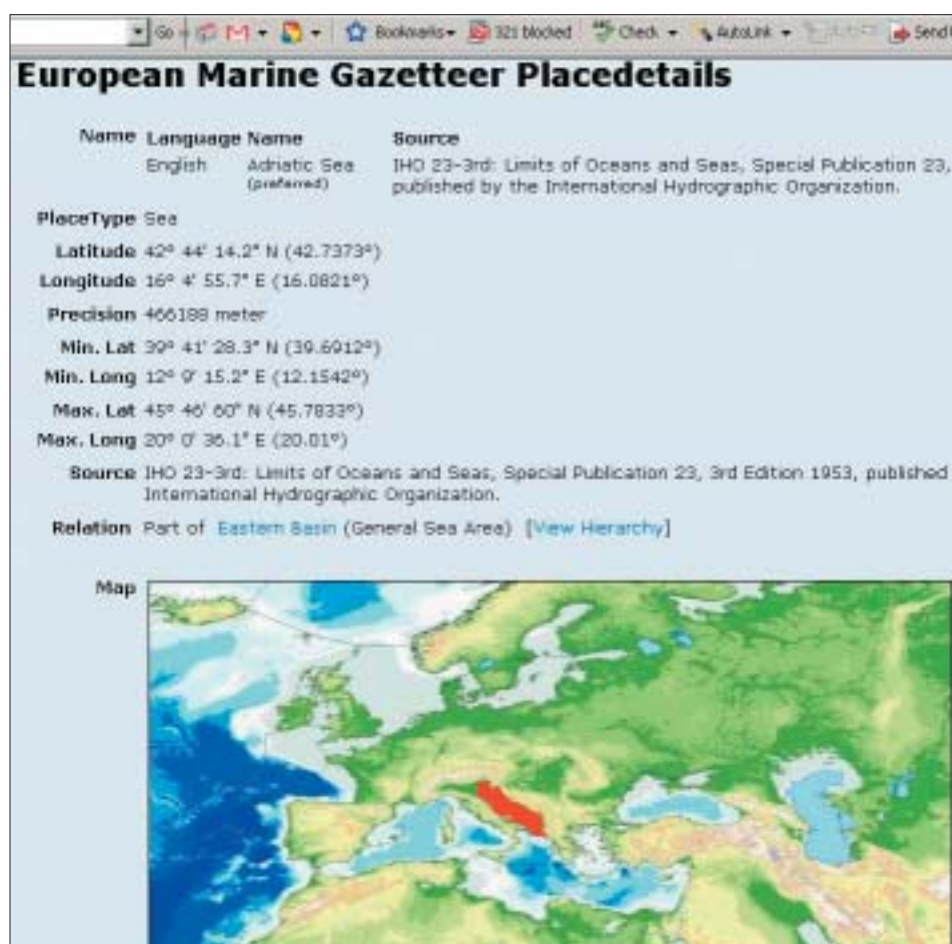 Go Bookmarks 321 blocked Check AutoLink Send
European Marine Gazetteer Placedetails
Name Language Name Source
English Adriatic Sea IHO 23-3rd: Limits of Oceans and Seas, Special Publication 23,
(preferred) published by the International Hydrographic Organization.
PlaceType Sea
Latitude 42° 44' 14.2" N (42.7373°)
Longitude 16° 4' 55.7" E (16.0821°)
Precision 466188 meter
Min. Lat 39° 41' 28.3" N (39.6912°)
Min. Long 12° 9' 15.2" E (12.1542°)
Max. Lat 45° 46' 60" N (45.7833°)
Max. Long 20° 0' 36.1" E (20.01°)
Source IHO 23-3rd: Limits of Oceans and Seas, Special Publication 23, 3rd Edition 1953, published
International Hydrographic Organization.
Relation Part of Eastern Basin (General Sea Area) [View Hierarchy]
Map